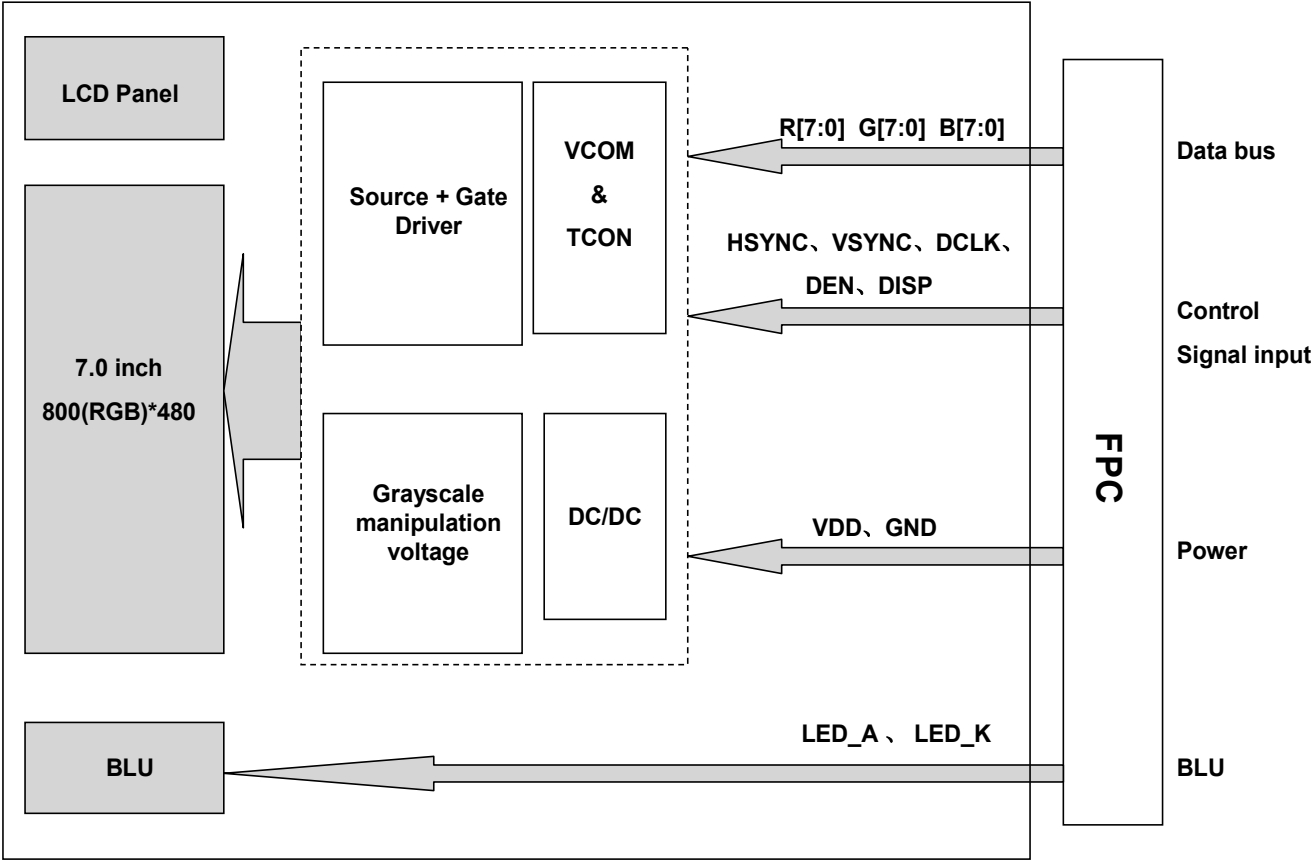 LCD Panel
7.0 inch
800(RGB)*480
BLU
Source + Gate
Driver
VCOM
&
TCON
Grayscale
manipulation
voltage
DC/DC
R[7:0] G[7:0] B[7:0]
HSYNC、VSYNC、DCLK、
DEN、DISP
VDD、GND
LED_A 、 LED_K
FPC
Data bus
Control
Signal input
Power
BLU